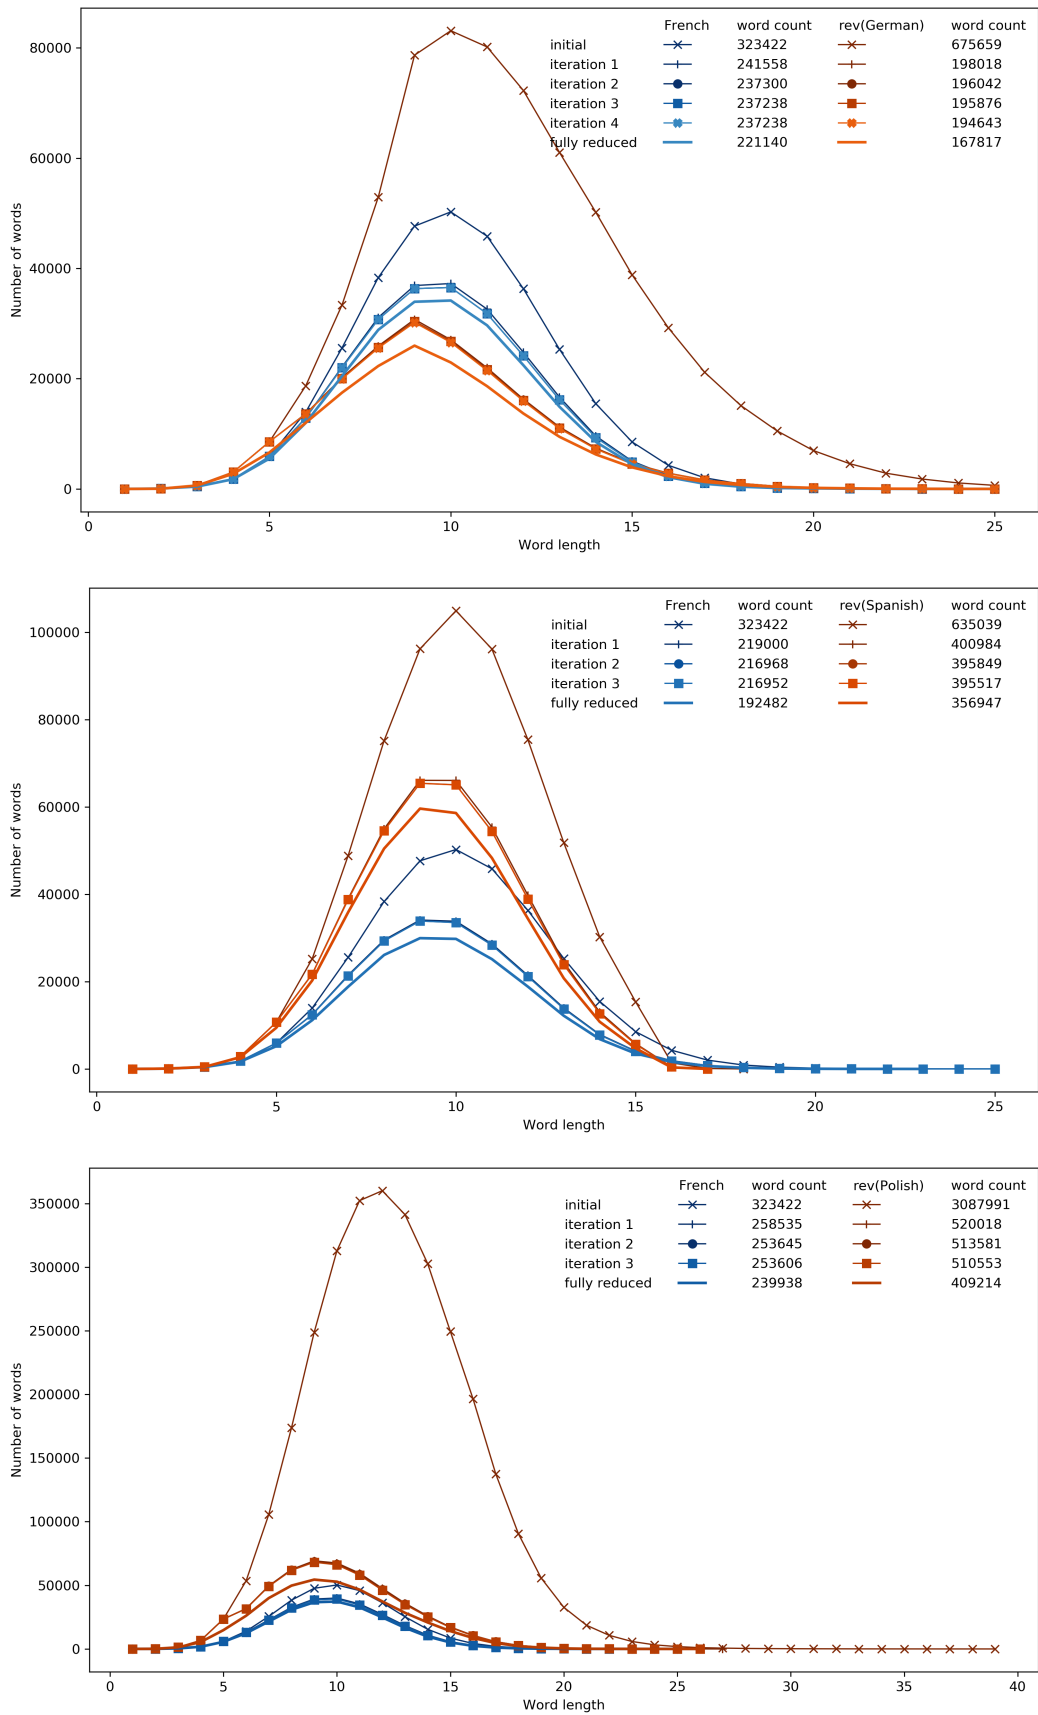 French word count rev(German) word count
initial 323422 675659
iteration 1 241558 198018
iteration 2 237300 196042
iteration 3 237238 195876
iteration 4 237238 194643
fully reduced 221140 167817
80000
60000
40000
20000
0
Number of words
0 5 10 15 20 25
Word length
French word count rev(Spanish) word count
initial 323422 635039
iteration 1 219000 400984
iteration 2 216968 395849
iteration 3 216952 395517
fully reduced 192482 356947
100000
80000
60000
40000
20000
0
Number of words
0 5 10 15 20 25
Word length
French word count rev(Polish) word count
initial 323422 3087991
iteration 1 258535 520018
iteration 2 253645 513581
iteration 3 253606 510553
fully reduced 239938 409214
350000
300000
250000
200000
150000
100000
50000
0
Number of words
0 5 10 15 20 25 30 35 40
Word length